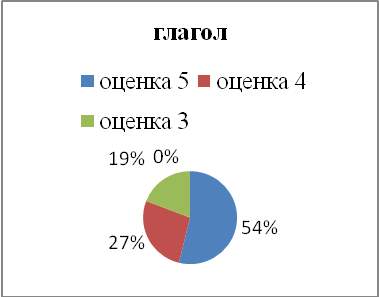 глагол
оценка 5 оценка 4
оценка 3
19% 0%
54%
27%